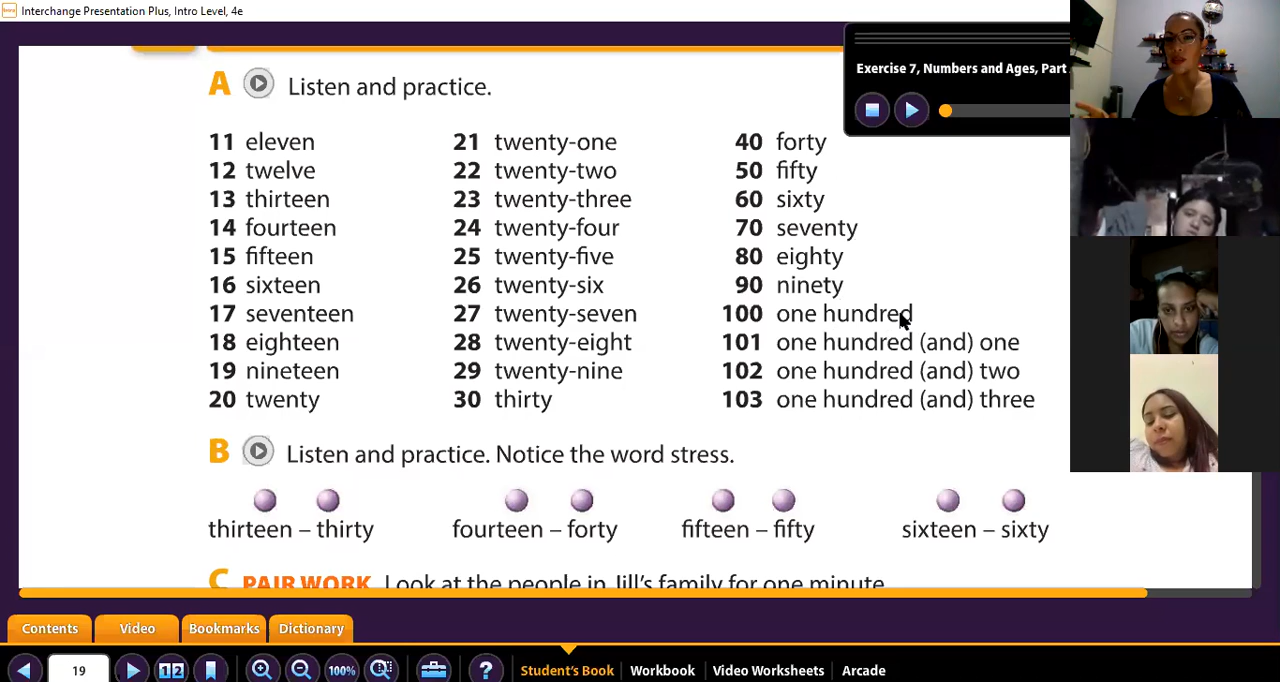 Interchange Presentation Plus, Intro Level, 4e
Exercise 7, Numbers and Ages, Part
A Listen and practice.
11 eleven 21 twenty-one 40 forty
12 twelve 22 twenty-two 50 fifty
13 thirteen 23 twenty-three 60 sixty
14 fourteen 24 twenty-four 70 seventy
15 fifteen 25 twenty-five 80 eighty
16 sixteen 26 twenty-six 90 ninety
17 seventeen 27 twenty-seven 100 one hundred
18 eighteen 28 twenty-eight 101 one hundred (and) one
19 nineteen 29 twenty-nine 102 one hundred (and) two
20 twenty 30 thirty 103 one hundred (and) three
B Listen and practice. Notice the word stress.
thirteen – thirty fourteen – forty fifteen – fifty sixteen – sixty
C PAIR WORK Look at the people in Jill's family for one minute
Contents Video Bookmarks Dictionary
19 12 100% ? Student's Book Workbook Video Worksheets Arcade